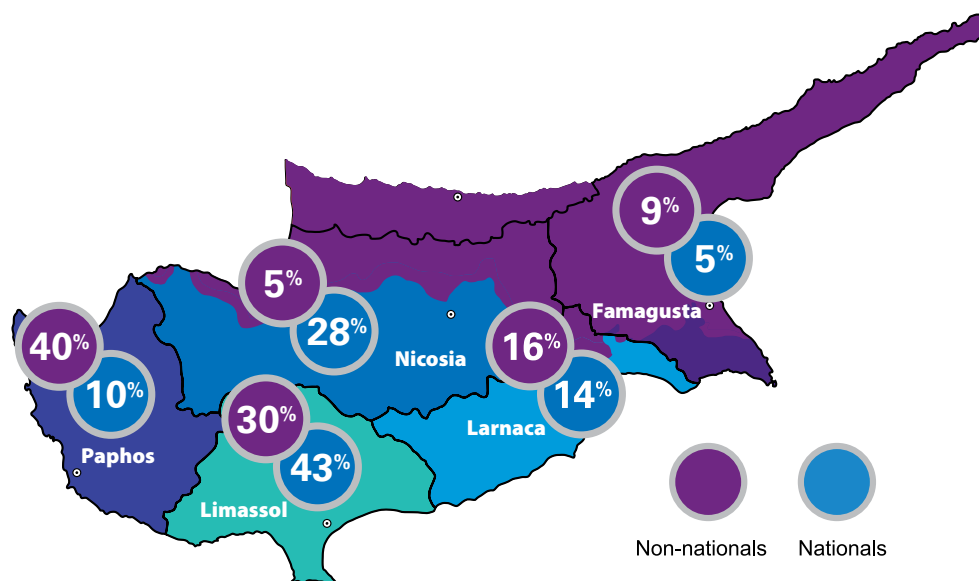 9%
5%
Famagusta
5%
28%
Nicosia
40%
10%
Paphos
16%
14%
Larnaca
30%
43%
Limassol
Non-nationals Nationals